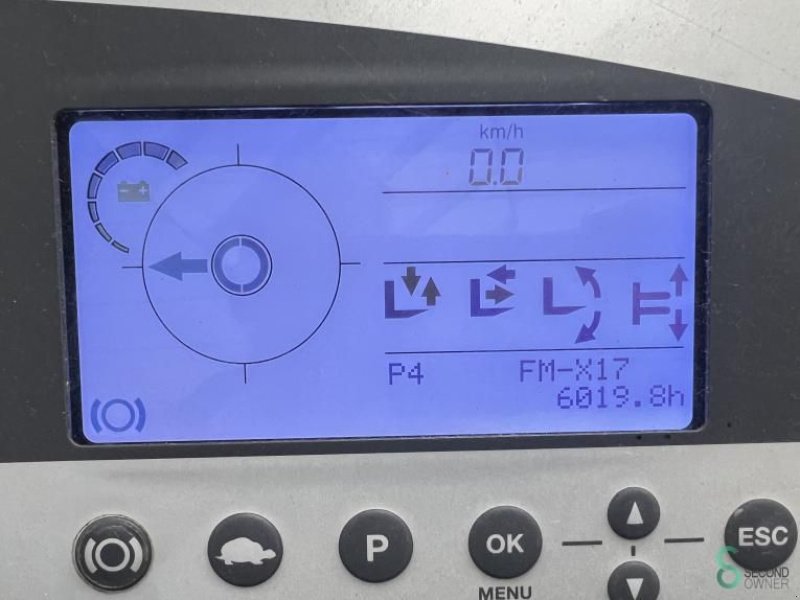 km/h
0.0
P4 FM-X17
6019.8h
P OK ESC
MENU
SECOND
OWNER